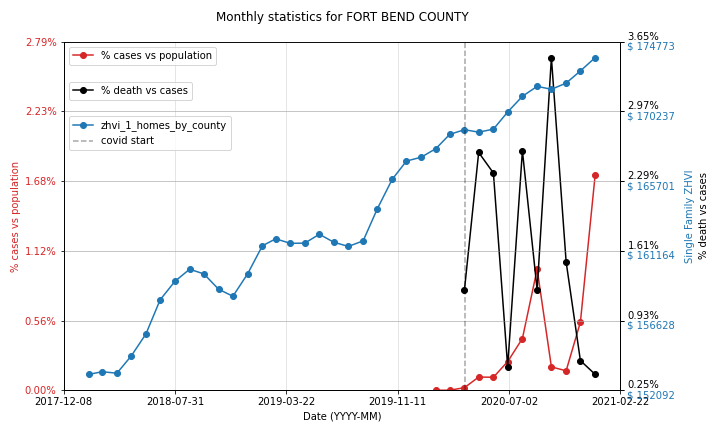 Monthly statistics for FORT BEND COUNTY
2.79%
2.23%
1.68%
1.12%
0.56%
0.00%
% cases vs population
% cases vs population
% death vs cases
zhvi_1_homes_by_county
covid start
3.65%
$ 174773
2.97%
$ 170237
2.29%
$ 165701
1.61%
$ 161164
0.93%
$ 156628
0.25%
$ 152092
Single Family ZHVI
% death vs cases
2017-12-08
2018-07-31
2019-03-22
2019-11-11
2020-07-02
2021-02-22
Date (YYYY-MM)